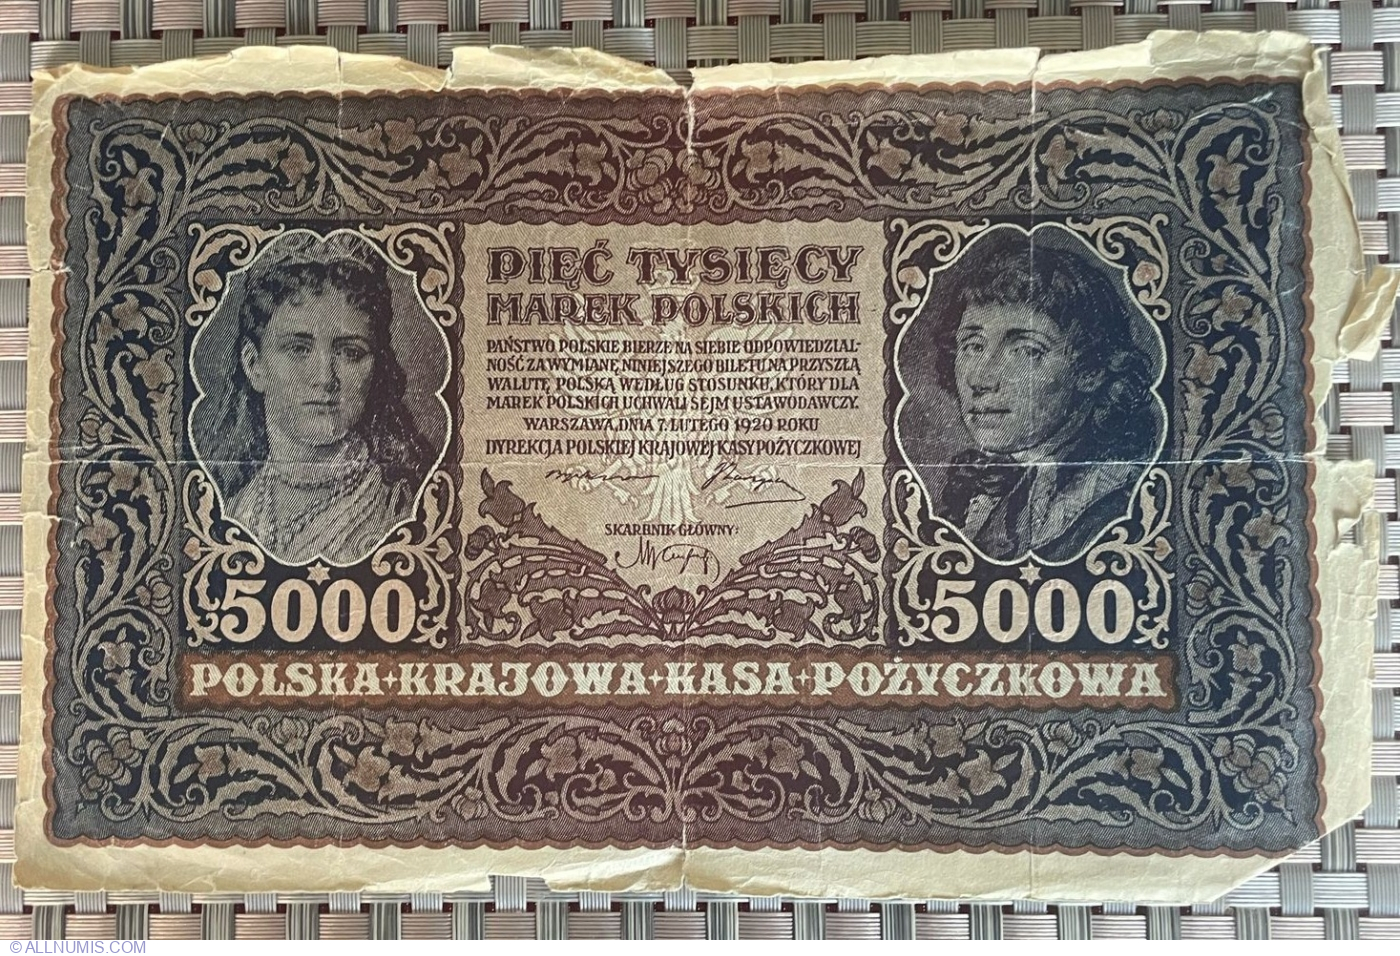 PIĘĆ TYSIĘCY
MAREK POLSKICH
PAŃSTWO POLSKIE BIERZE NA SIEBIE ODPOWIEDZIAL-
NOŚĆ ZA WYMIANĘ NINIEJSZEGO BILETU NA PRZYSZŁĄ
WALUTĘ POLSKĄ WEDŁUG STOSUNKU, KTÓRY DLA
MAREK POLSKICH UCHWALI SEJM USTAWODAWCZY.
WARSZAWA, DNIA 7. LUTEGO 1920 ROKU
DYREKCJA POLSKIEJ KRAJOWEJ KASY POŻYCZKOWEJ
SKARBNIK GŁÓWNY:
5000
5000
POLSKA+KRAJOWA+KASA+POŻYCZKOWA
© ALLNUMIS.COM